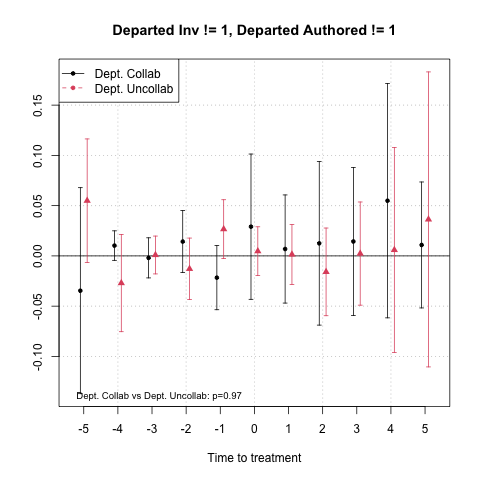 Departed Inv != 1, Departed Authored != 1
Dept. Collab
Dept. Uncollab
0.15
0.10
0.05
0.00
-0.05
-0.10
Dept. Collab vs Dept. Uncollab: p=0.97
-5 -4 -3 -2 -1 0 1 2 3 4 5
Time to treatment